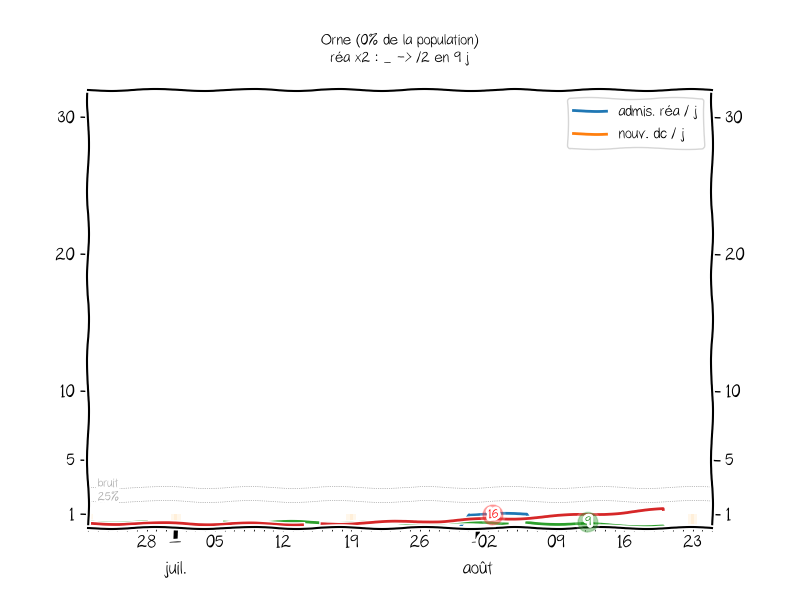 Orne (0% de la population)
réa x2 : _ -> /2 en 9 j
30
20
10
5
1
30
20
10
5
1
admis. réa / j
nouv. dc / j
bruit
25%
16
9
28 05 12 19 26 02 09 16 23
juil. août